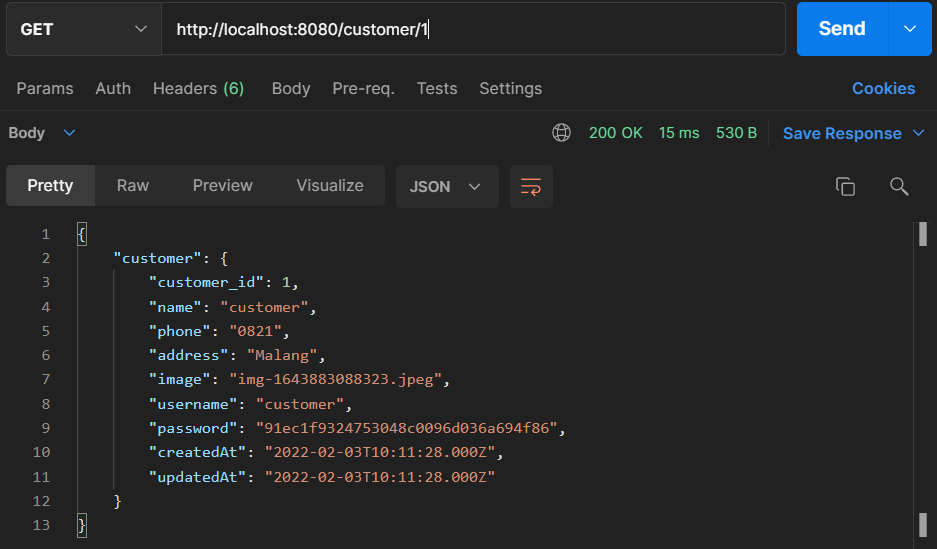 GET http://localhost:8080/customer/1 Send
Params Auth Headers (6) Body Pre-req. Tests Settings Cookies
Body 200 OK 15 ms 530 B Save Response
Pretty Raw Preview Visualize JSON
1 {
2 "customer": {
3 "customer_id": 1,
4 "name": "customer",
5 "phone": "0821",
6 "address": "Malang",
7 "image": "img-1643883088323.jpeg",
8 "username": "customer",
9 "password": "91ec1f9324753048c0096d036a694f86",
10 "createdAt": "2022-02-03T10:11:28.000Z",
11 "updatedAt": "2022-02-03T10:11:28.000Z"
12 }
13 }